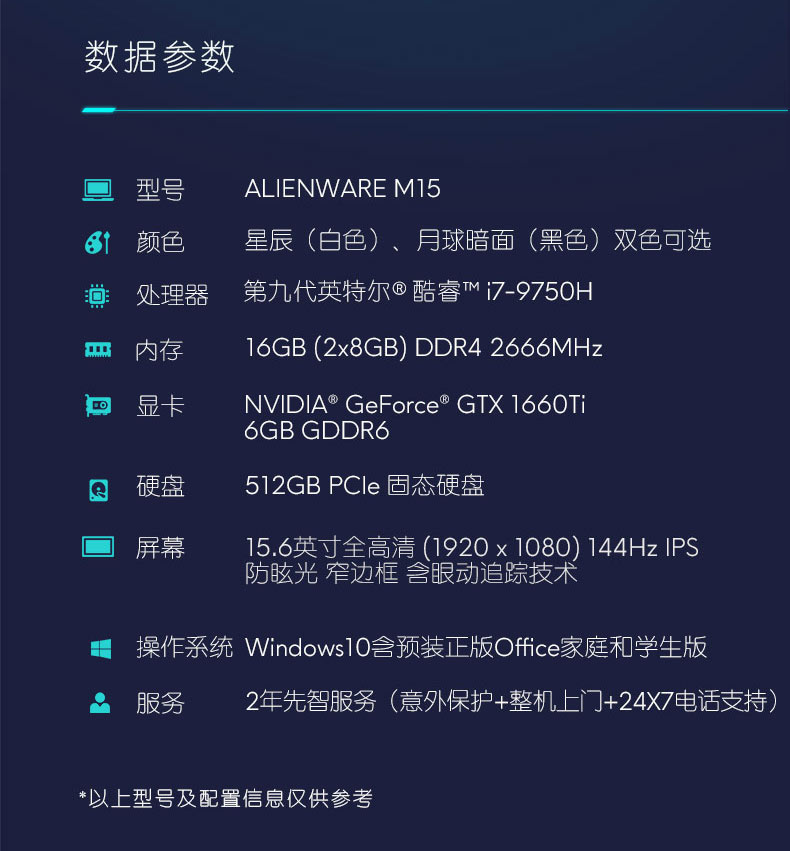 数据参数
型号 ALIENWARE M15
颜色 星辰（白色）、月球暗面（黑色）双色可选
处理器 第九代英特尔® 酷睿™ i7-9750H
内存 16GB (2x8GB) DDR4 2666MHz
显卡 NVIDIA® GeForce® GTX 1660Ti
6GB GDDR6
硬盘 512GB PCIe 固态硬盘
屏幕 15.6英寸全高清 (1920 x 1080) 144Hz IPS
防眩光 窄边框 含眼动追踪技术
操作系统 Windows10含预装正版Office家庭和学生版
服务 2年先智服务（意外保护+整机上门+24X7电话支持）
*以上型号及配置信息仅供参考